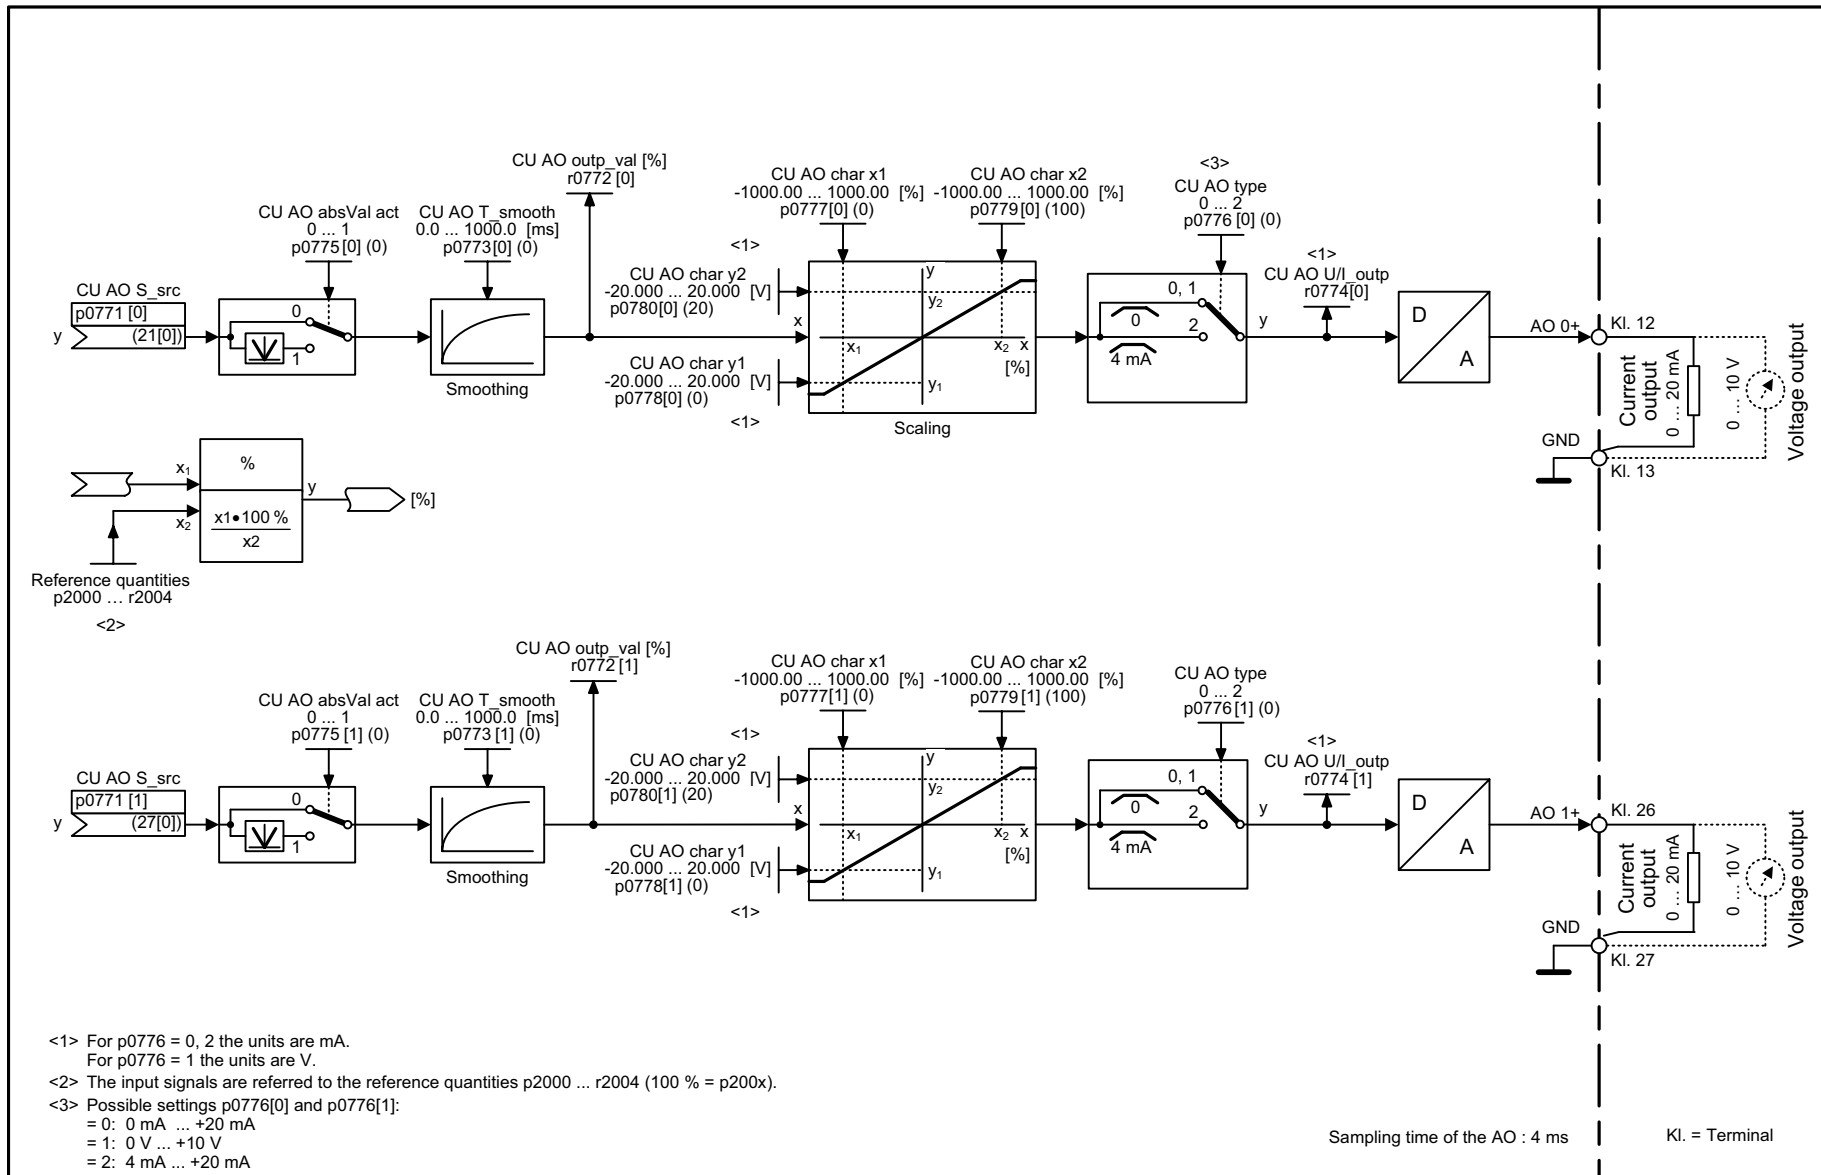 CU AO outp_val [%]
r0772 [0]
CU AO char x1
-1000.00 ... 1000.00 [%]
p0777[0] (0)
CU AO char x2
-1000.00 ... 1000.00 [%]
p0779[0] (100)
<3>
CU AO type
0 ... 2
p0776 [0] (0)
CU AO absVal act
0 ... 1
p0775[0] (0)
CU AO T_smooth
0.0 ... 1000.0 [ms]
p0773[0] (0)
<1>
CU AO char y2
-20.000 ... 20.000 [V]
p0780[0] (20)
<1>
CU AO U/I_outp
r0774[0]
CU AO S_src
p0771 [0]
(21[0])
y
0
1
Smoothing
x
y
y2
x1
x2 x
[%]
y1
CU AO char y1
-20.000 ... 20.000 [V]
p0778[0] (0)
<1>
Scaling
0, 1
0
2
4 mA
y
D
A
AO 0+
Kl. 12
Current
output
0 ... 20 mA
0 ... 10 V
Voltage output
GND
Kl. 13
x1
x2
%
x1•100 %
x2
y
[%]
Reference quantities
p2000 ... r2004
<2>
CU AO outp_val [%]
r0772 [1]
CU AO char x1
-1000.00 ... 1000.00 [%]
p0777[1] (0)
CU AO char x2
-1000.00 ... 1000.00 [%]
p0779[1] (100)
CU AO type
0 ... 2
p0776[1] (0)
CU AO absVal act
0 ... 1
p0775 [1] (0)
CU AO T_smooth
0.0 ... 1000.0 [ms]
p0773 [1] (0)
<1>
CU AO char y2
-20.000 ... 20.000 [V]
p0780[1] (20)
<1>
CU AO U/I_outp
r0774 [1]
CU AO S_src
p0771 [1]
(27[0])
y
0
1
Smoothing
x
y
y2
x1
x2 x
[%]
y1
CU AO char y1
-20.000 ... 20.000 [V]
p0778[1] (0)
<1>
0, 1
0
2
4 mA
y
D
A
AO 1+
Kl. 26
Current
output
0 ... 20 mA
0 ... 10 V
Voltage output
GND
Kl. 27
<1> For p0776 = 0, 2 the units are mA.
For p0776 = 1 the units are V.
<2> The input signals are referred to the reference quantities p2000 ... r2004 (100 % = p200x).
<3> Possible settings p0776[0] and p0776[1]:
= 0: 0 mA ... +20 mA
= 1: 0 V ... +10 V
= 2: 4 mA ... +20 mA
Sampling time of the AO : 4 ms
Kl. = Terminal